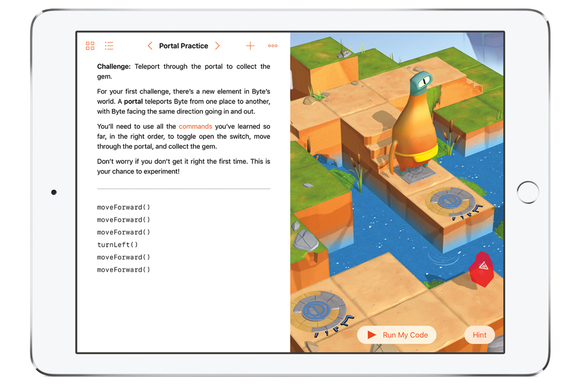 Portal Practice
Challenge: Teleport through the portal to collect the
gem.
For your first challenge, there's a new element in Byte's
world. A portal teleports Byte from one place to another,
with Byte facing the same direction going in and out.
You'll need to use all the commands you've learned so
far, in the right order, to toggle open the switch, move
through the portal, and collect the gem.
Don't worry if you don't get it right the first time. This is
your chance to experiment!
moveForward()
moveForward()
moveForward()
turnLeft()
moveForward()
moveForward()
Run My Code
Hint